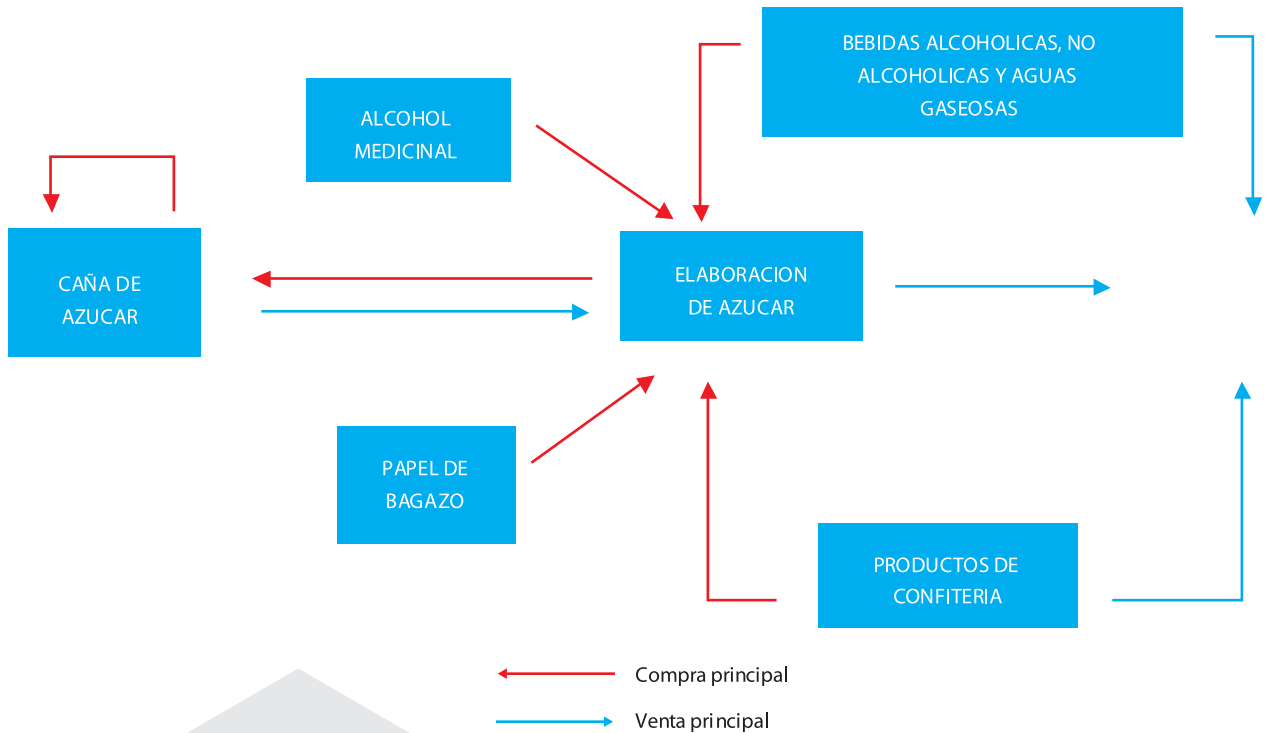 BEBIDAS ALCOHOLICAS, NO
ALCOHOLICAS Y AGUAS
GASEOSAS
ALCOHOL
MEDICINAL
CAÑA DE
AZUCAR
ELABORACION
DE AZUCAR
PAPEL DE
BAGAZO
PRODUCTOS DE
CONFITERIA
Compra principal
Venta principal